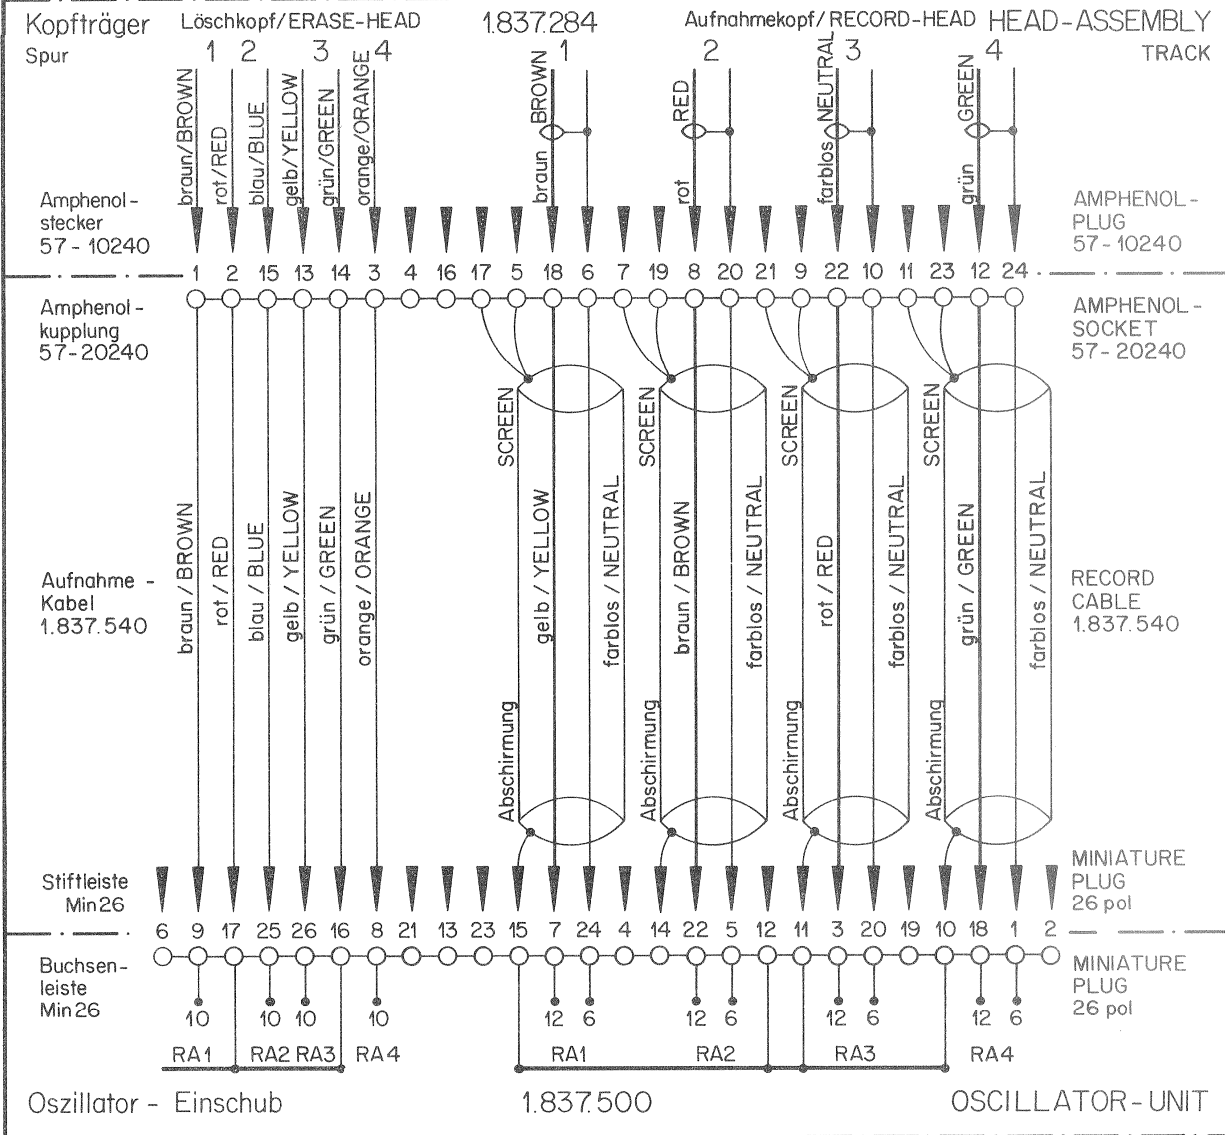 Kopfträger Löschkopf/ERASE-HEAD 1.837.284 Aufnahmekopf/RECORD-HEAD HEAD-ASSEMBLY
Spur 1 2 3 4 1 2 3 4 TRACK
braun/BROWN
rot/RED
blau/BLUE
gelb/YELLOW
grün/GREEN
orange/ORANGE
braun BROWN
rot RED
farblos NEUTRAL
grün GREEN
Amphenol-
stecker
57-10240
AMPHENOL-
PLUG
57-10240
1 2 15 13 14 3 4 16 17 5 18 6 7 19 8 20 21 9 22 10 11 23 12 24
Amphenol-
kupplung
57-20240
AMPHENOL-
SOCKET
57-20240
SCREEN SCREEN SCREEN SCREEN
braun / BROWN
rot / RED
blau / BLUE
gelb / YELLOW
grün / GREEN
orange / ORANGE
gelb / YELLOW
farblos / NEUTRAL
braun / BROWN
farblos / NEUTRAL
rot / RED
farblos / NEUTRAL
grün / GREEN
farblos / NEUTRAL
Aufnahme-
Kabel
1.837.540
RECORD
CABLE
1.837.540
Abschirmung Abschirmung Abschirmung Abschirmung
Stiftleiste
Min26
MINIATURE
PLUG
26 pol
6 9 17 25 26 16 8 21 13 23 15 7 24 4 14 22 5 12 11 3 20 19 10 18 1 2
Buchsen-
leiste
Min26
MINIATURE
PLUG
26 pol
10 10 10 10 12 6 12 6 12 6 12 6
RA1 RA2 RA3 RA4 RA1 RA2 RA3 RA4
Oszillator - Einschub 1.837.500 OSCILLATOR-UNIT